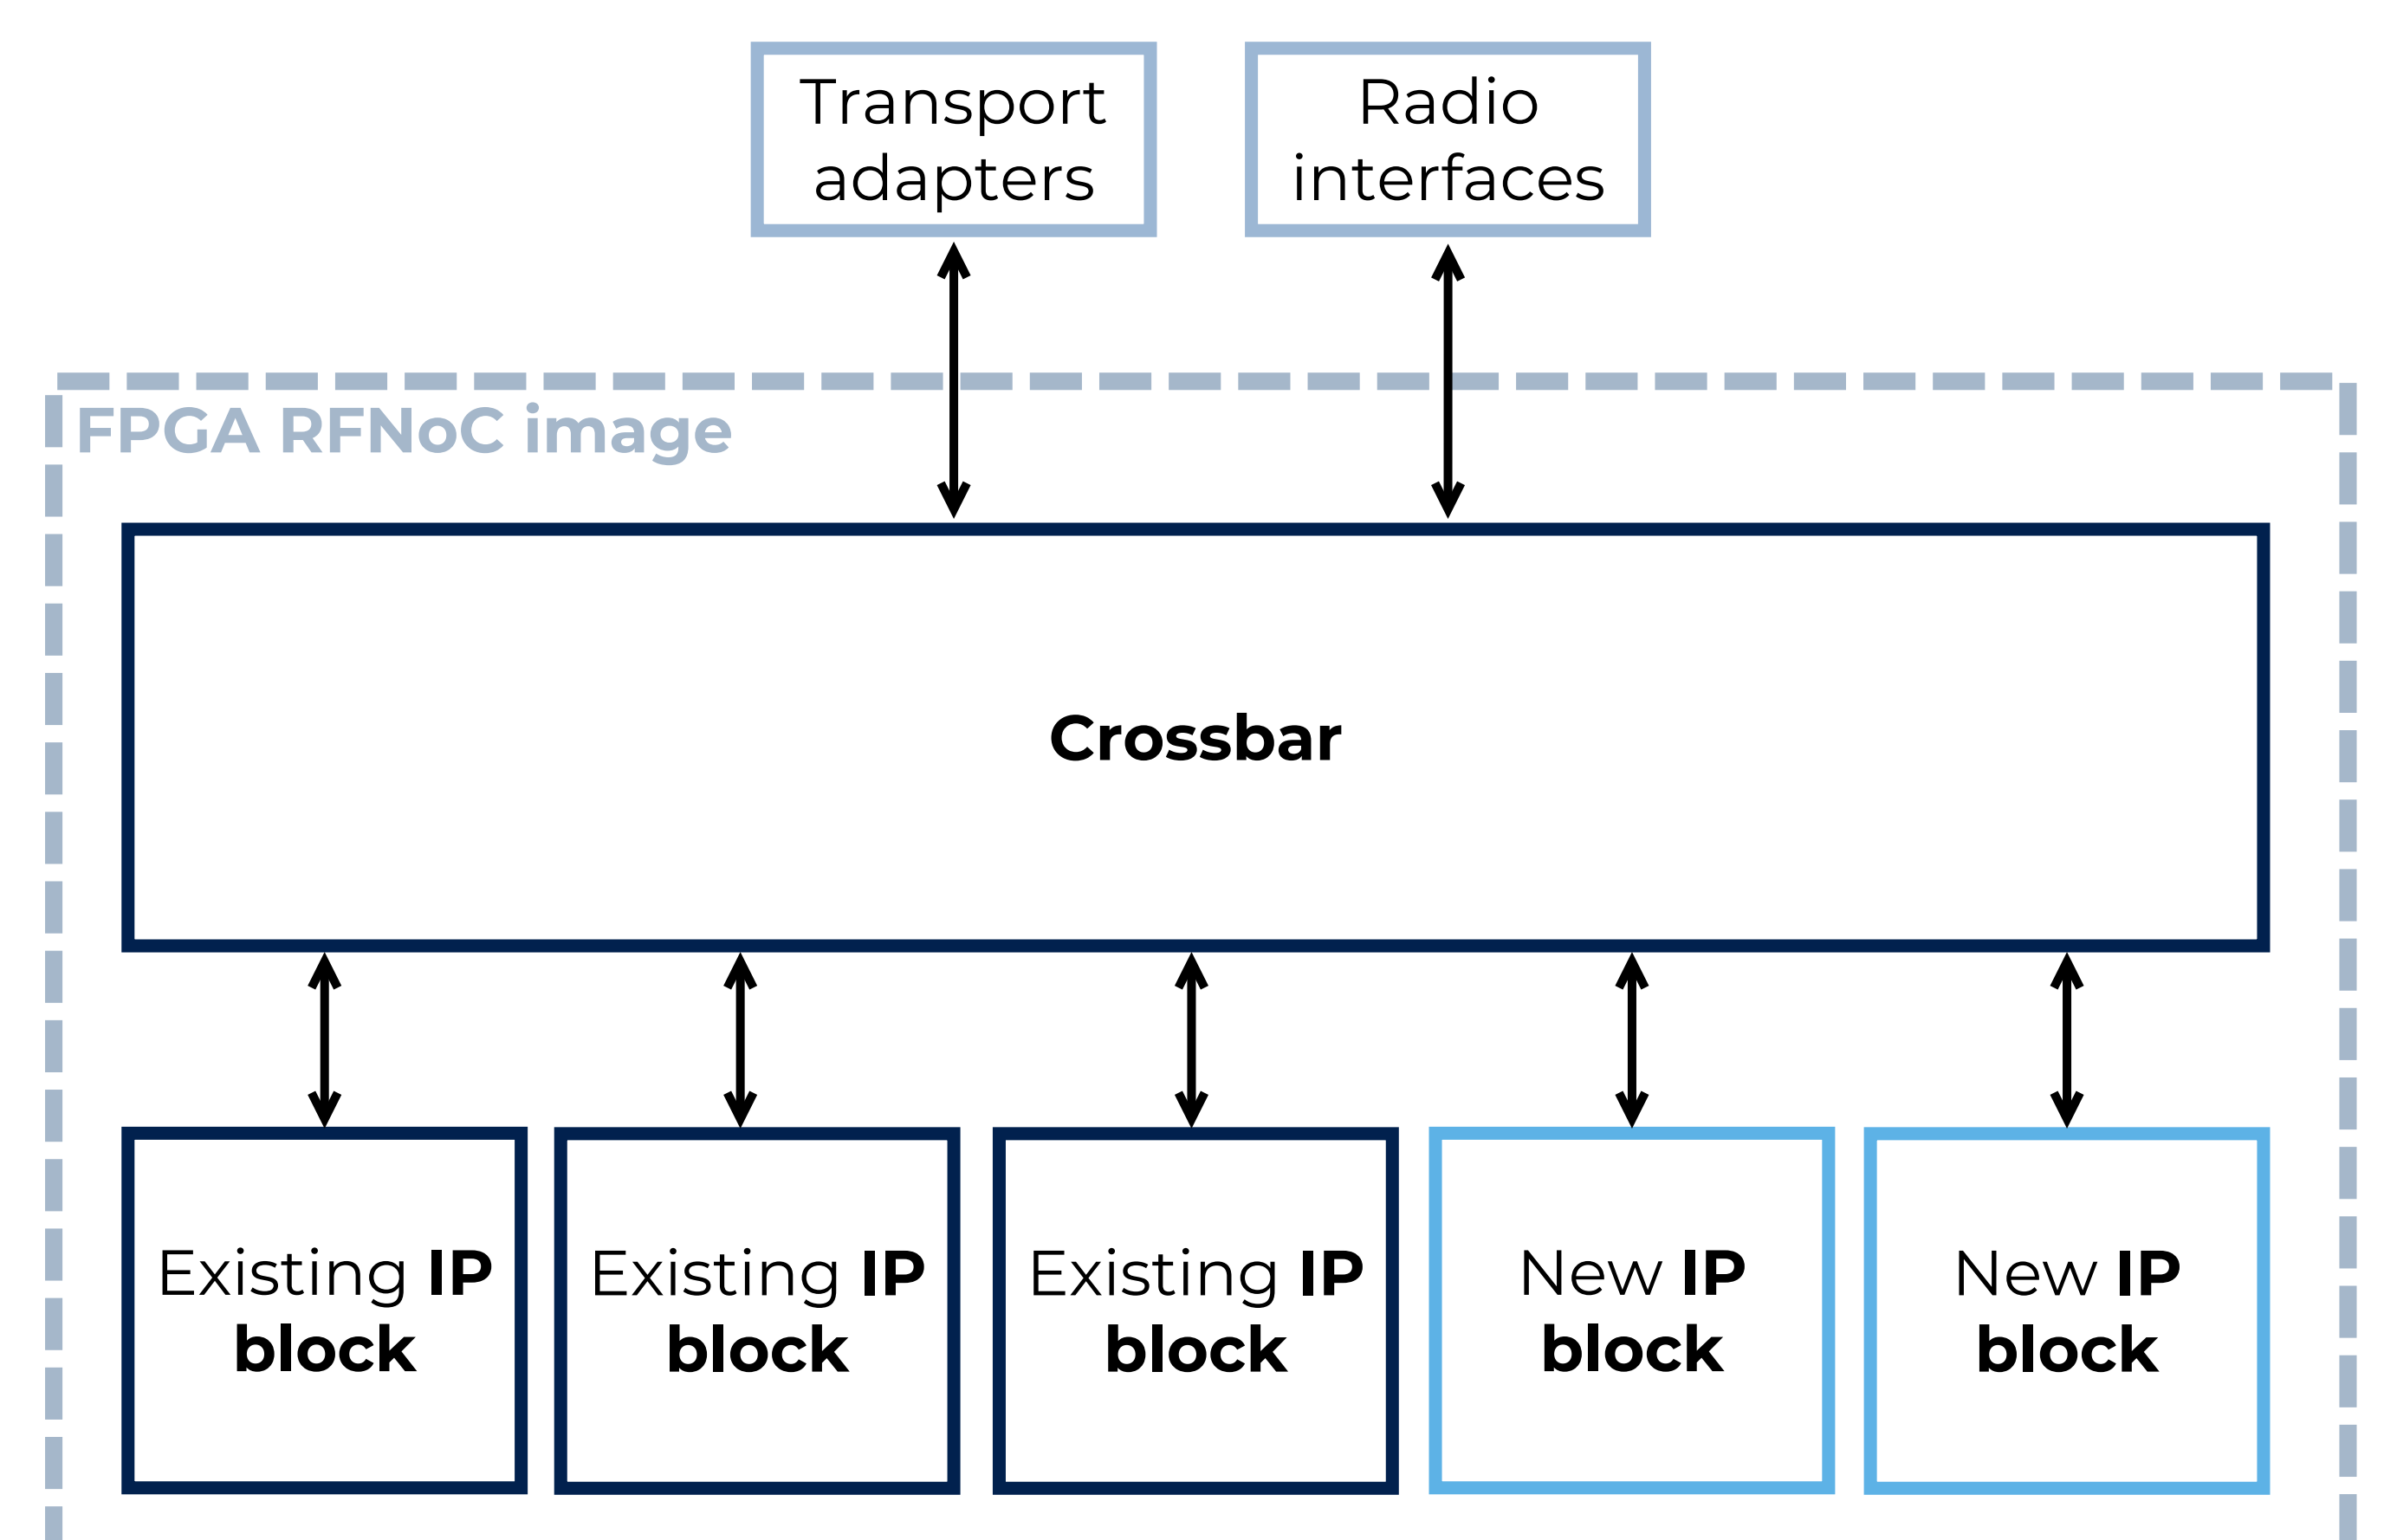 Transport
adapters
Radio
interfaces
FPGA RFNoC image
Crossbar
Existing IP
block
Existing IP
block
Existing IP
block
New IP
block
New IP
block